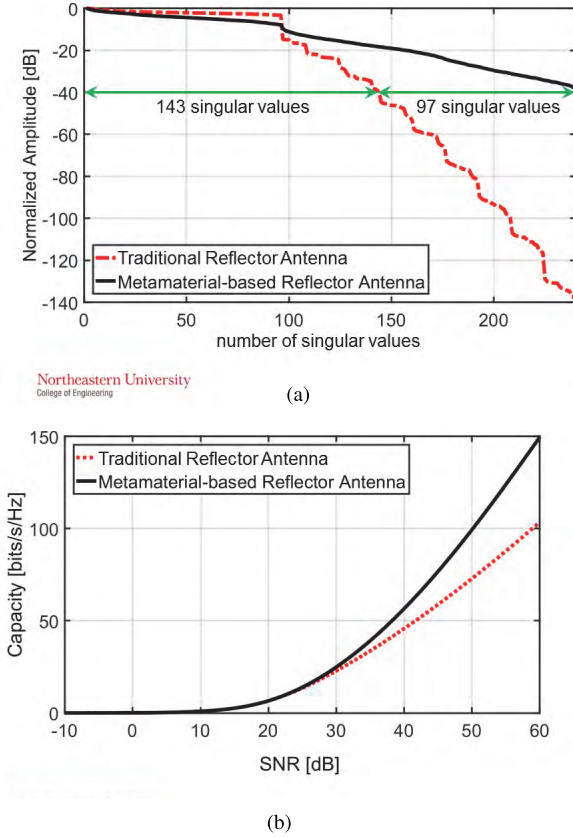 0
-20
-40
-60
-80
-100
-120
-140
Normalized Amplitude [dB]
143 singular values
97 singular values
Traditional Reflector Antenna
Metamaterial-based Reflector Antenna
0
50
100
150
200
number of singular values
Northeastern University
College of Engineering
(a)
150
100
50
0
Capacity [bits/s/Hz]
Traditional Reflector Antenna
Metamaterial-based Reflector Antenna
-10
0
10
20
30
40
50
60
SNR [dB]
(b)